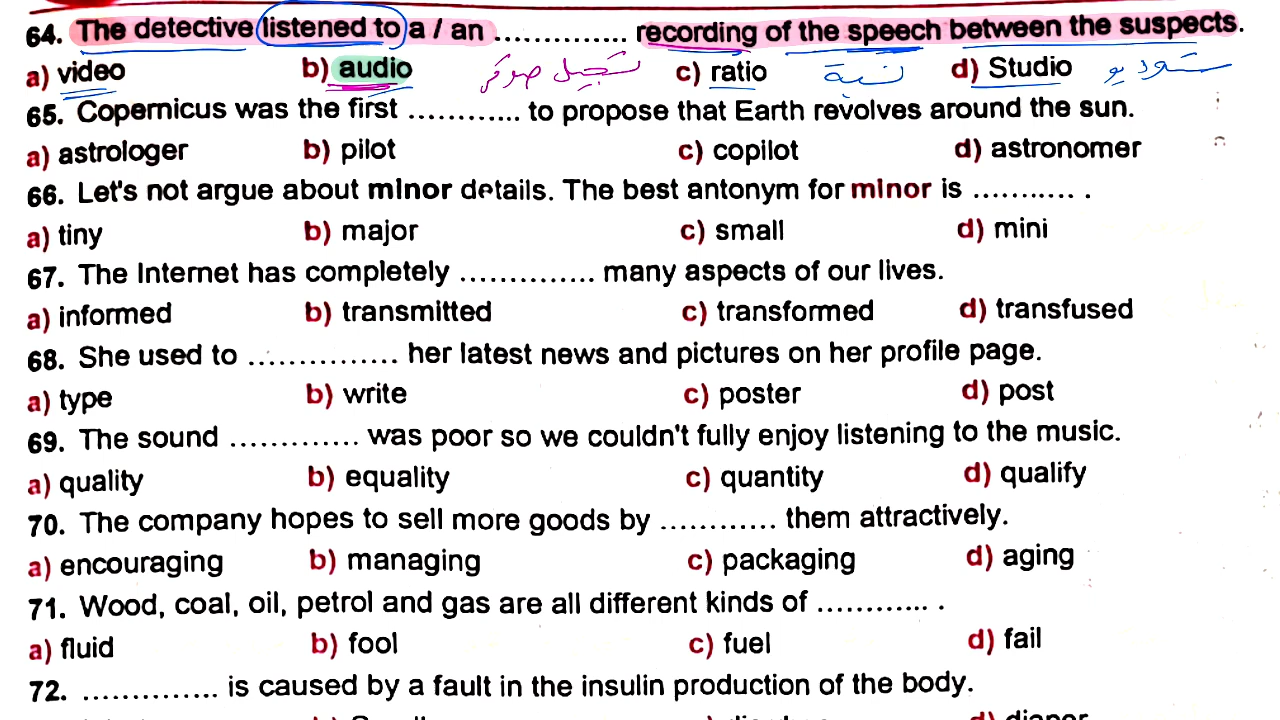 64. The detective listened to a / an .............. recording of the speech between the suspects.
a) video b) audio تسجيل صوتي c) ratio نسبة d) Studio ستوديو
65. Copernicus was the first ............ to propose that Earth revolves around the sun.
a) astrologer b) pilot c) copilot d) astronomer
66. Let's not argue about minor details. The best antonym for minor is ........... .
a) tiny b) major c) small d) mini
67. The Internet has completely .............. many aspects of our lives.
a) informed b) transmitted c) transformed d) transfused
68. She used to ............... her latest news and pictures on her profile page.
a) type b) write c) poster d) post
69. The sound ............. was poor so we couldn't fully enjoy listening to the music.
a) quality b) equality c) quantity d) qualify
70. The company hopes to sell more goods by ............ them attractively.
a) encouraging b) managing c) packaging d) aging
71. Wood, coal, oil, petrol and gas are all different kinds of ............ .
a) fluid b) fool c) fuel d) fail
72. .............. is caused by a fault in the insulin production of the body.